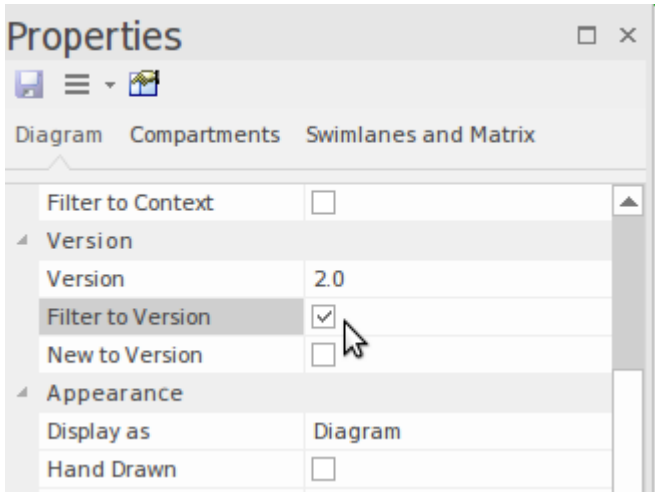 Properties
Diagram Compartments Swimlanes and Matrix
Filter to Context
Version
Version 2.0
Filter to Version
New to Version
Appearance
Display as Diagram
Hand Drawn